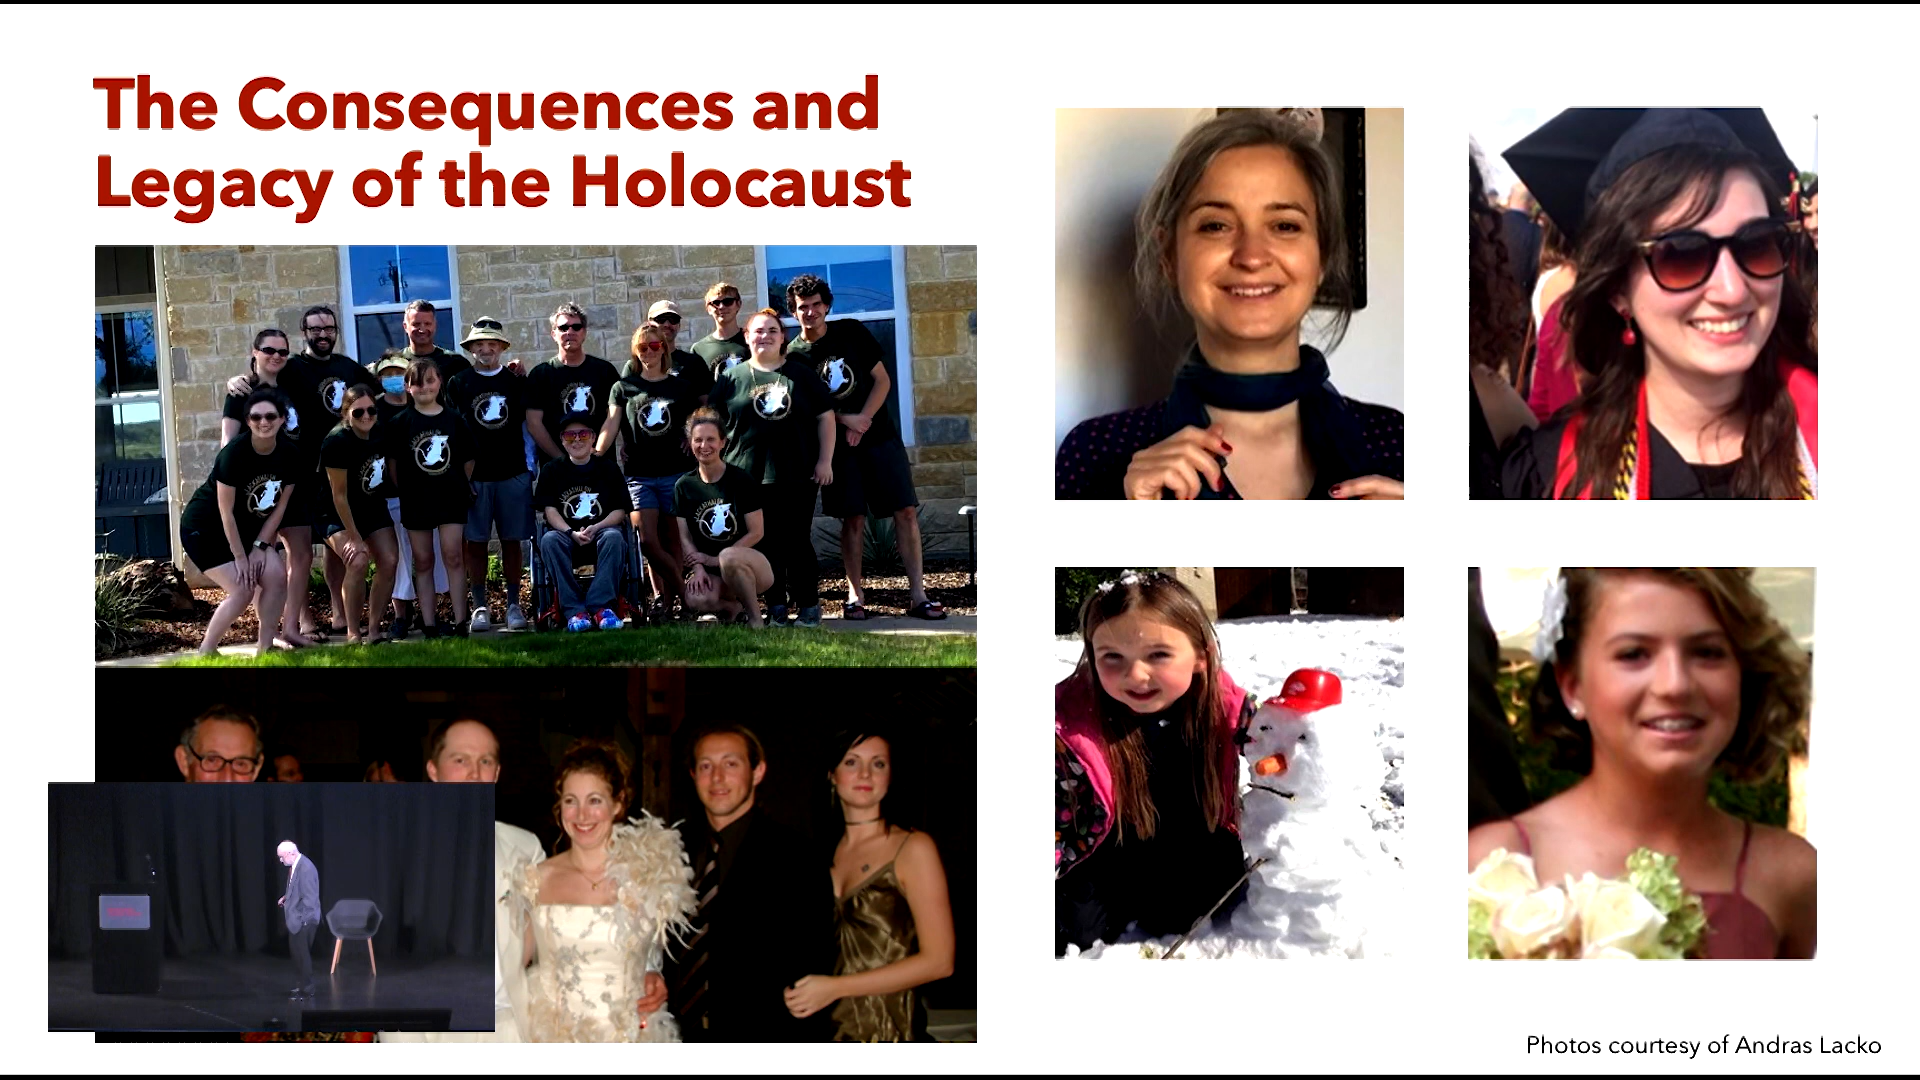 The Consequences and
Legacy of the Holocaust
Photos courtesy of Andras Lacko